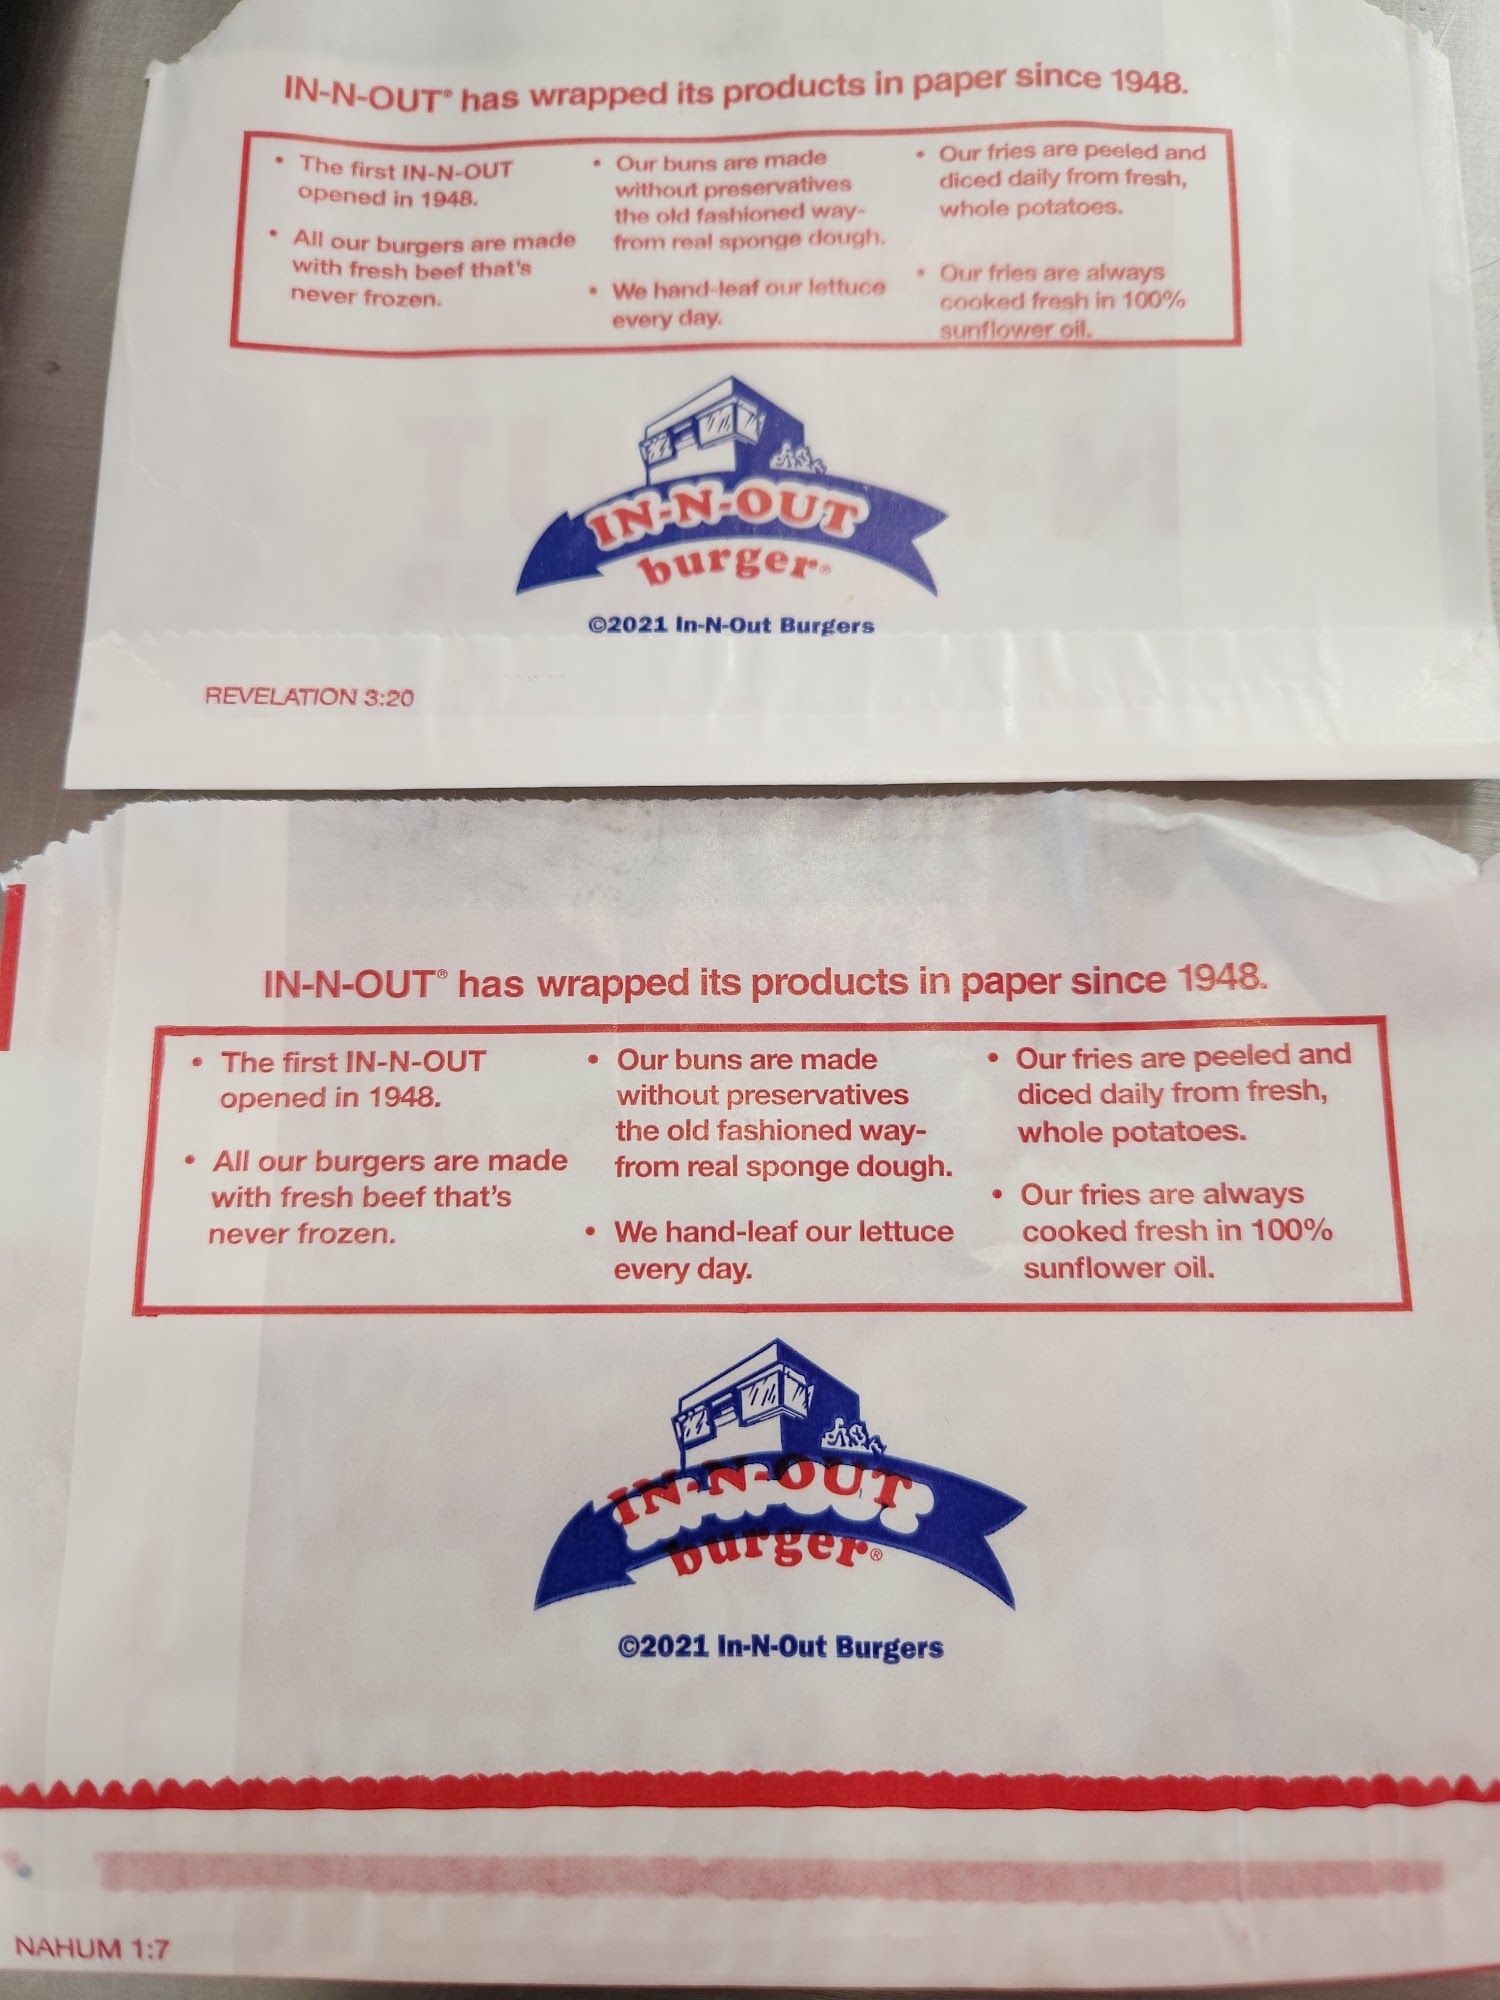 IN-N-OUT® has wrapped its products in paper since 1948.
• The first IN-N-OUT
opened in 1948.
• All our burgers are made
with fresh beef that's
never frozen.
• Our buns are made
without preservatives
the old fashioned way-
from real sponge dough.
• We hand-leaf our lettuce
every day.
• Our fries are peeled and
diced daily from fresh,
whole potatoes.
• Our fries are always
cooked fresh in 100%
sunflower oil.
IN-N-OUT
burger®
©2021 In-N-Out Burgers
REVELATION 3:20
IN-N-OUT® has wrapped its products in paper since 1948.
• The first IN-N-OUT
opened in 1948.
• All our burgers are made
with fresh beef that's
never frozen.
• Our buns are made
without preservatives
the old fashioned way-
from real sponge dough.
• We hand-leaf our lettuce
every day.
• Our fries are peeled and
diced daily from fresh,
whole potatoes.
• Our fries are always
cooked fresh in 100%
sunflower oil.
IN-N-OUT
burger®
©2021 In-N-Out Burgers
NAHUM 1:7